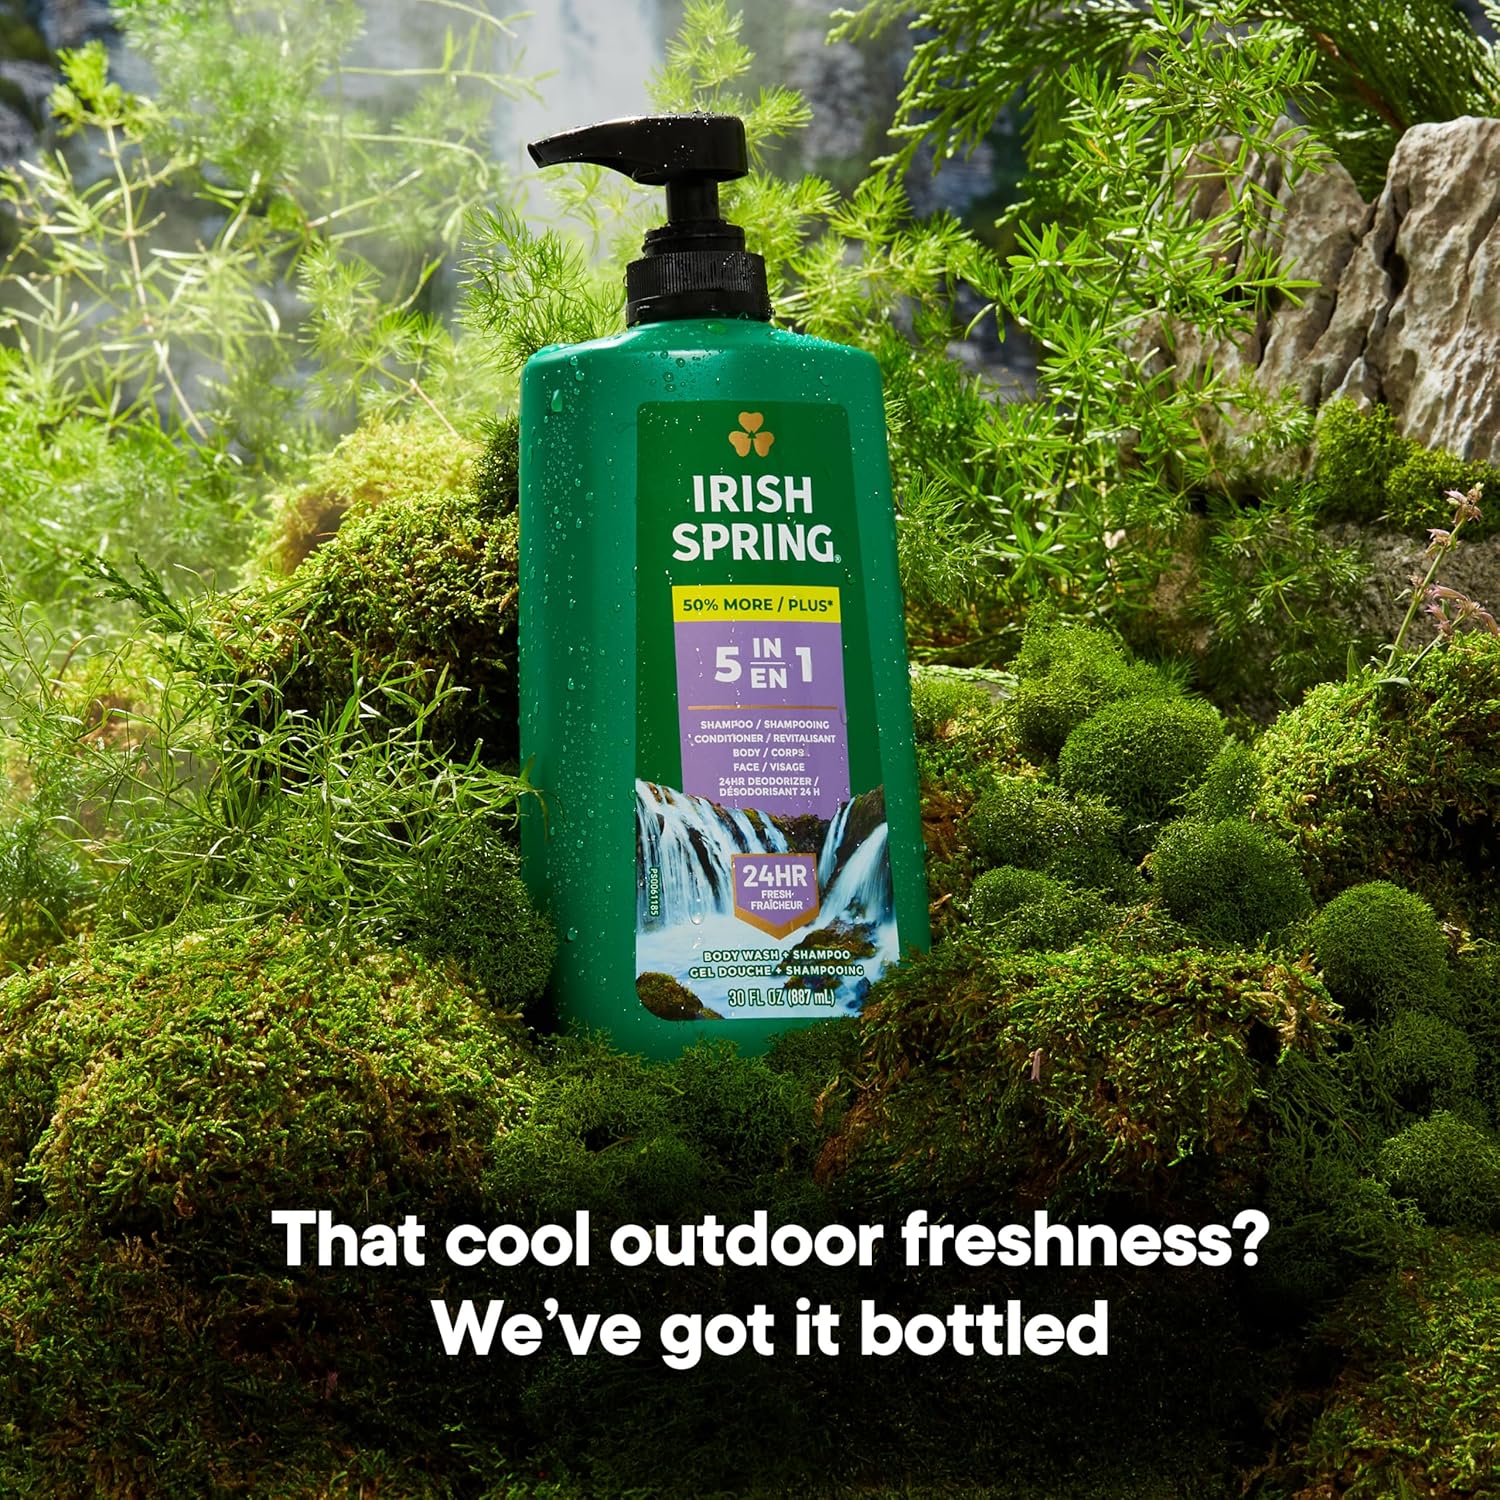 IRISH
SPRING®
50% MORE / PLUS*
5 IN EN 1
SHAMPOO / SHAMPOOING
CONDITIONER / REVITALISANT
BODY / CORPS
FACE / VISAGE
24HR DEODORIZER /
DÉSODORISANT 24 H
24HR
FRESH·
FRAÎCHEUR
PS0061185
BODY WASH + SHAMPOO
GEL DOUCHE + SHAMPOOING
30 FL OZ (887 mL)
That cool outdoor freshness?
We’ve got it bottled